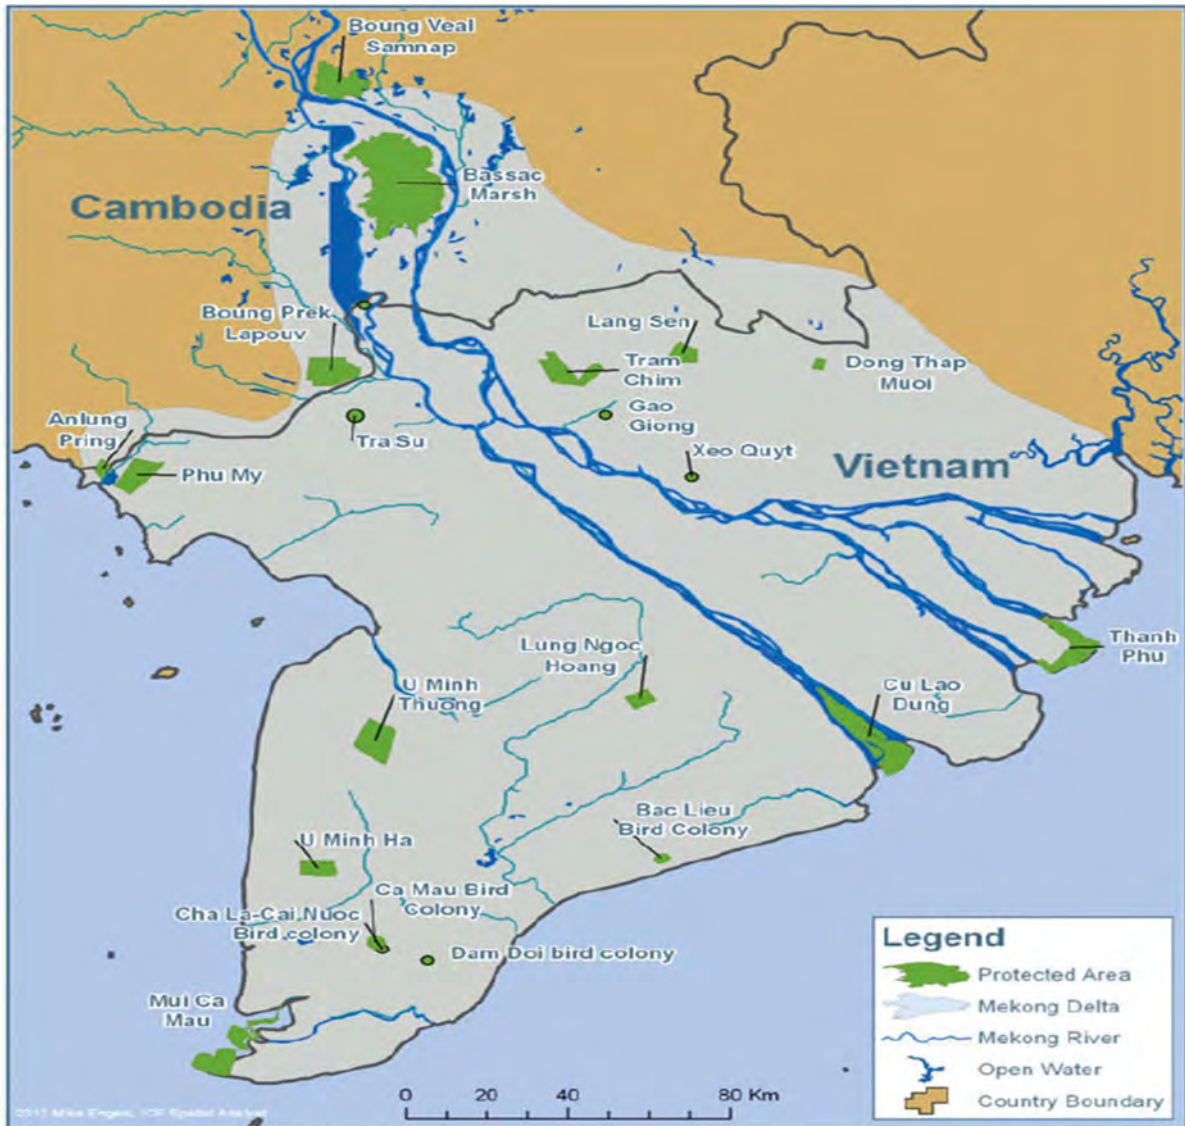 Boung Veal
Samnap
Bassac
Marsh
Cambodia
Boung Prek
Lapouv
Lang Sen
Tram
Chim
Dong Thap
Muoi
Anlung
Pring
Tra Su
Gao
Giong
Xeo Quyt
Phu My
Vietnam
Lung Ngoc
Hoang
Thanh
Phu
U Minh
Thuong
Cu Lao
Dung
Bac Lieu
Bird Colony
U Minh Ha
Ca Mau Bird
Colony
Cha La-Cai Nuoc
Bird colony
Dam Doi bird colony
Mui Ca
Mau
Legend
Protected Area
Mekong Delta
Mekong River
Open Water
Country Boundary
0 20 40 80 Km
Spatial Analyst